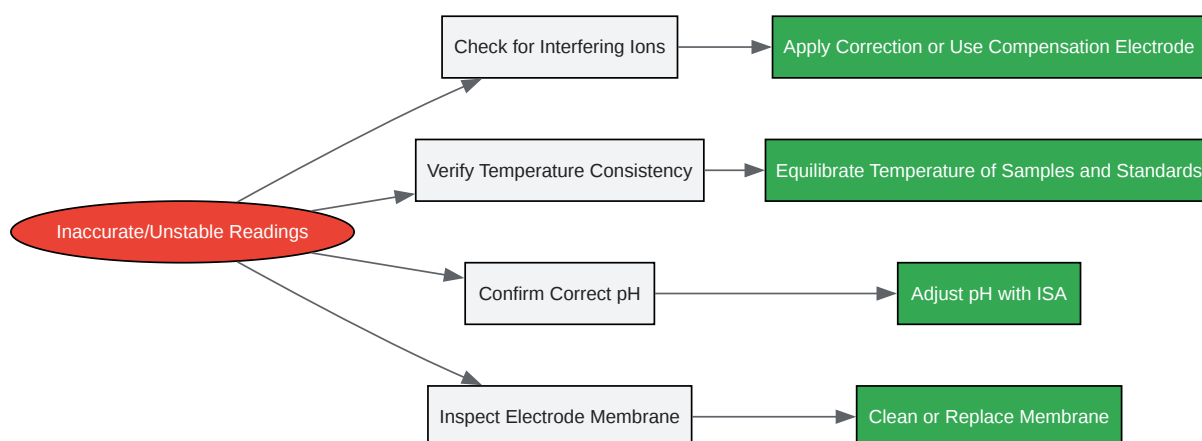 Check for Interfering Ions
Apply Correction or Use Compensation Electrode
Verify Temperature Consistency
Equilibrate Temperature of Samples and Standards
Inaccurate/Unstable Readings
Confirm Correct pH
Adjust pH with ISA
Inspect Electrode Membrane
Clean or Replace Membrane